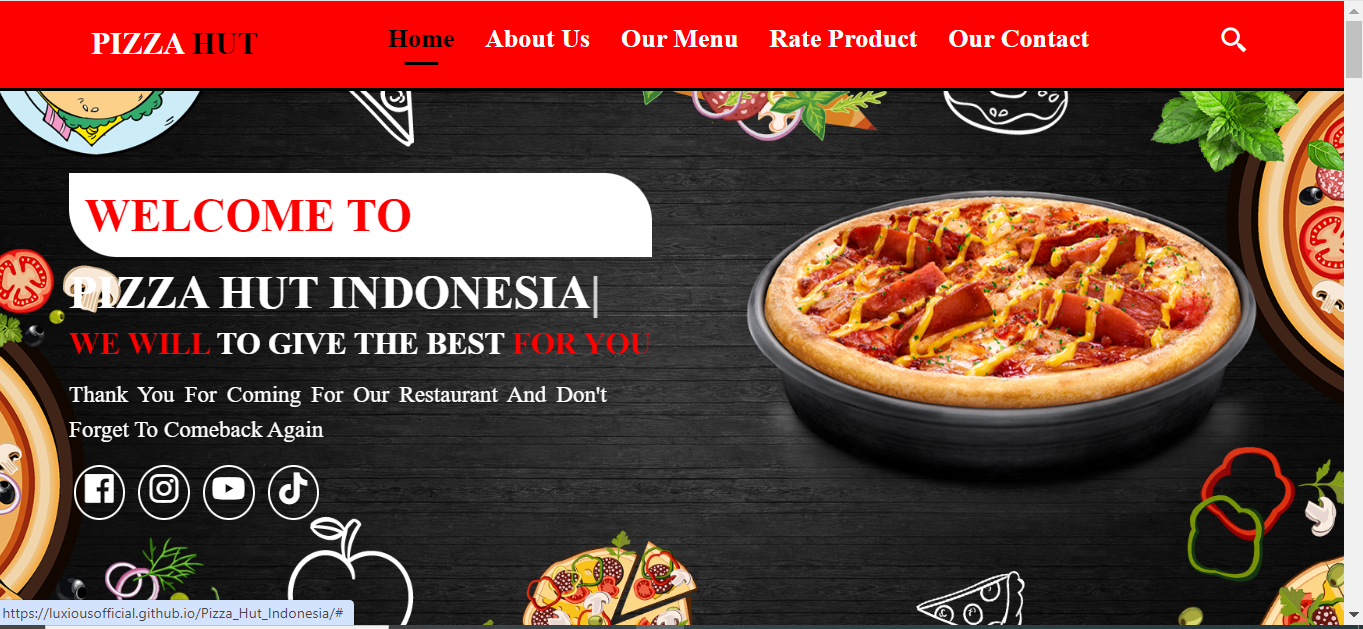 PIZZA HUT Home About Us Our Menu Rate Product Our Contact
WELCOME TO
PIZZA HUT INDONESIA|
WE WILL TO GIVE THE BEST FOR YOU
Thank You For Coming For Our Restaurant And Don't
Forget To Comeback Again
https://luxiousofficial.github.io/Pizza_Hut_Indonesia/#